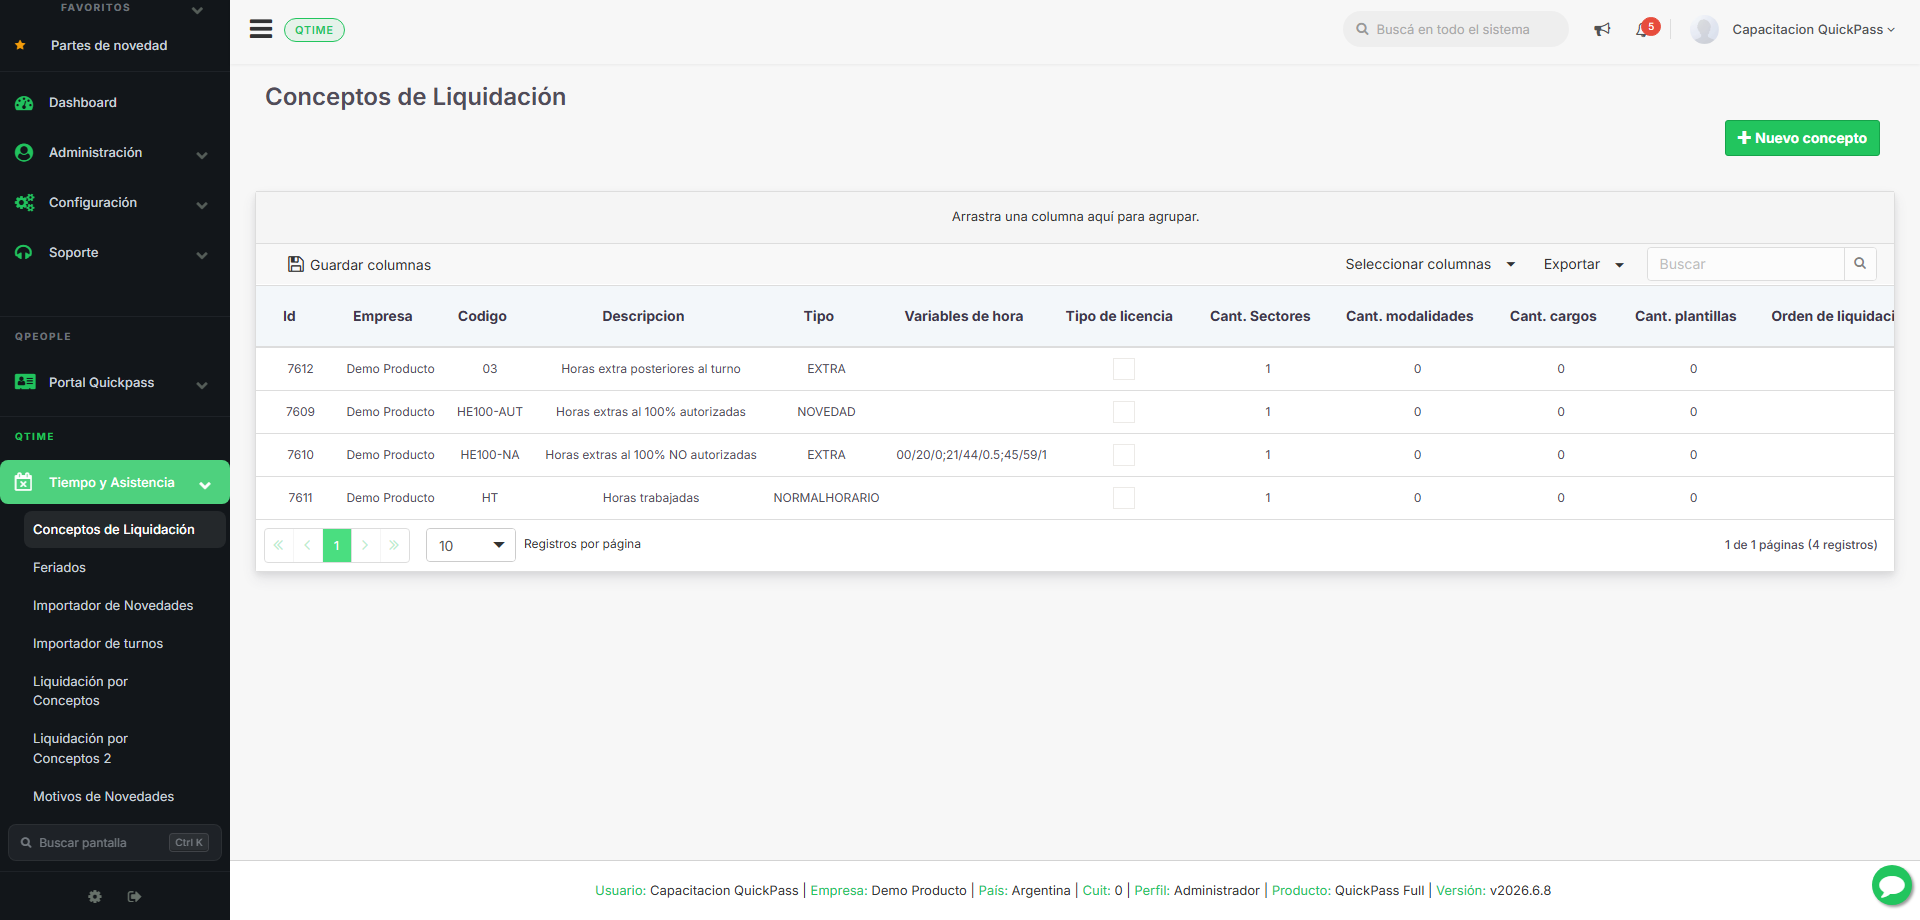 FAVORITOS
Partes de novedad
Dashboard
Administración
Configuración
Soporte
QPEOPLE
Portal Quickpass
QTIME
Tiempo y Asistencia
Conceptos de Liquidación
Feriados
Importador de Novedades
Importador de turnos
Liquidación por
Conceptos
Liquidación por
Conceptos 2
Motivos de Novedades
Buscar pantalla Ctrl K
QTIME
Buscá en todo el sistema
5
Capacitacion QuickPass
Conceptos de Liquidación
Nuevo concepto
Arrastra una columna aquí para agrupar.
Guardar columnas Seleccionar columnas Exportar Buscar
Id Empresa Codigo Descripcion Tipo Variables de hora Tipo de licencia Cant. Sectores Cant. modalidades Cant. cargos Cant. plantillas Orden de liquidaci
7612 Demo Producto 03 Horas extra posteriores al turno EXTRA 1 0 0 0
7609 Demo Producto HE100-AUT Horas extras al 100% autorizadas NOVEDAD 1 0 0 0
7610 Demo Producto HE100-NA Horas extras al 100% NO autorizadas EXTRA 00/20/0;21/44/0.5;45/59/1 1 0 0 0
7611 Demo Producto HT Horas trabajadas NORMALHORARIO 1 0 0 0
1 10 Registros por página 1 de 1 páginas (4 registros)
Usuario: Capacitacion QuickPass | Empresa: Demo Producto | País: Argentina | Cuit: 0 | Perfil: Administrador | Producto: QuickPass Full | Versión: v2026.6.8